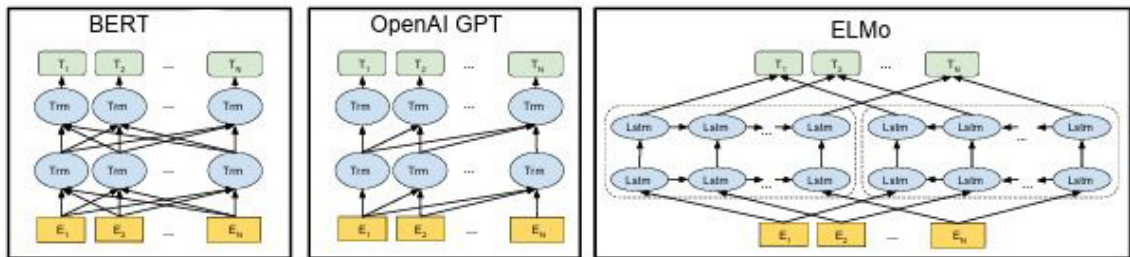 BERT
T1 T2 ... TN
Trm Trm ... Trm
Trm Trm ... Trm
E1 E2 ... EN
OpenAI GPT
T1 T2 ... TN
Trm Trm ... Trm
Trm Trm ... Trm
E1 E2 ... EN
ELMo
T1 T2 ... TN
Lstm Lstm ... Lstm Lstm Lstm ... Lstm
Lstm Lstm ... Lstm Lstm Lstm ... Lstm
E1 E2 ... EN